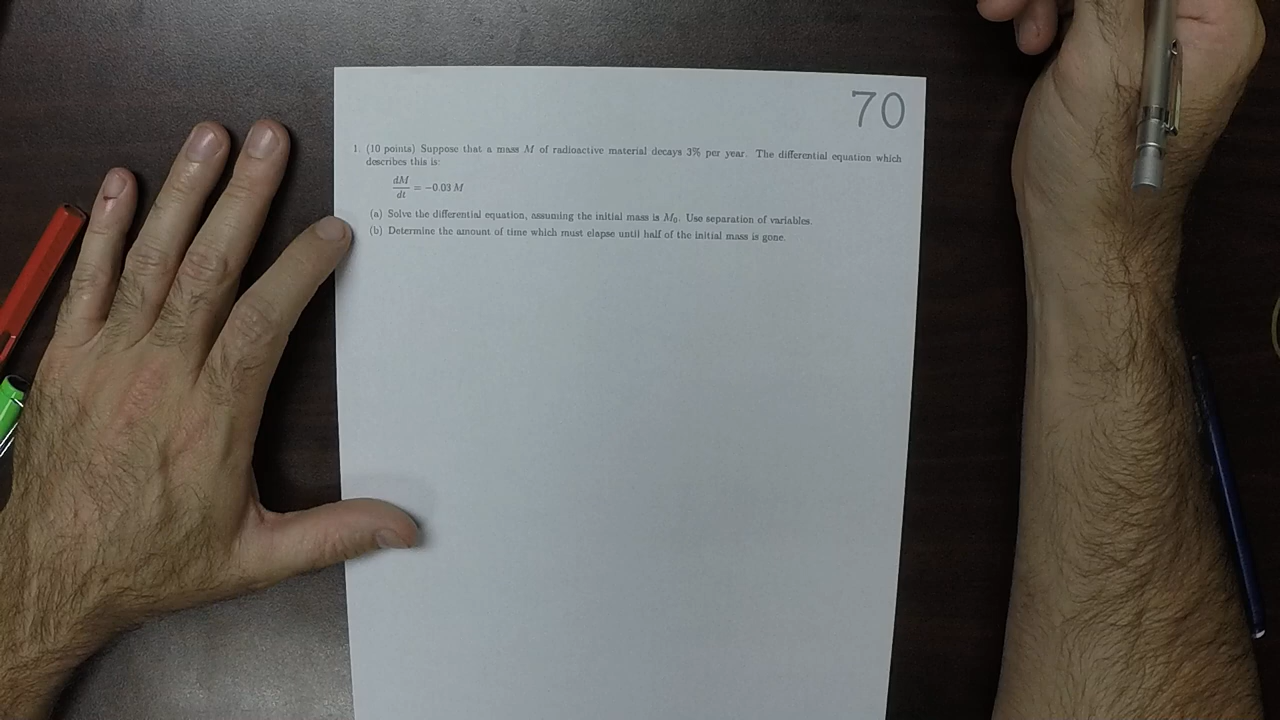 70
1. (10 points) Suppose that a mass M of radioactive material decays 3% per year. The differential equation which
describes this is:
dM/dt = −0.03 M
(a) Solve the differential equation, assuming the initial mass is M₀. Use separation of variables.
(b) Determine the amount of time which must elapse until half of the initial mass is gone.